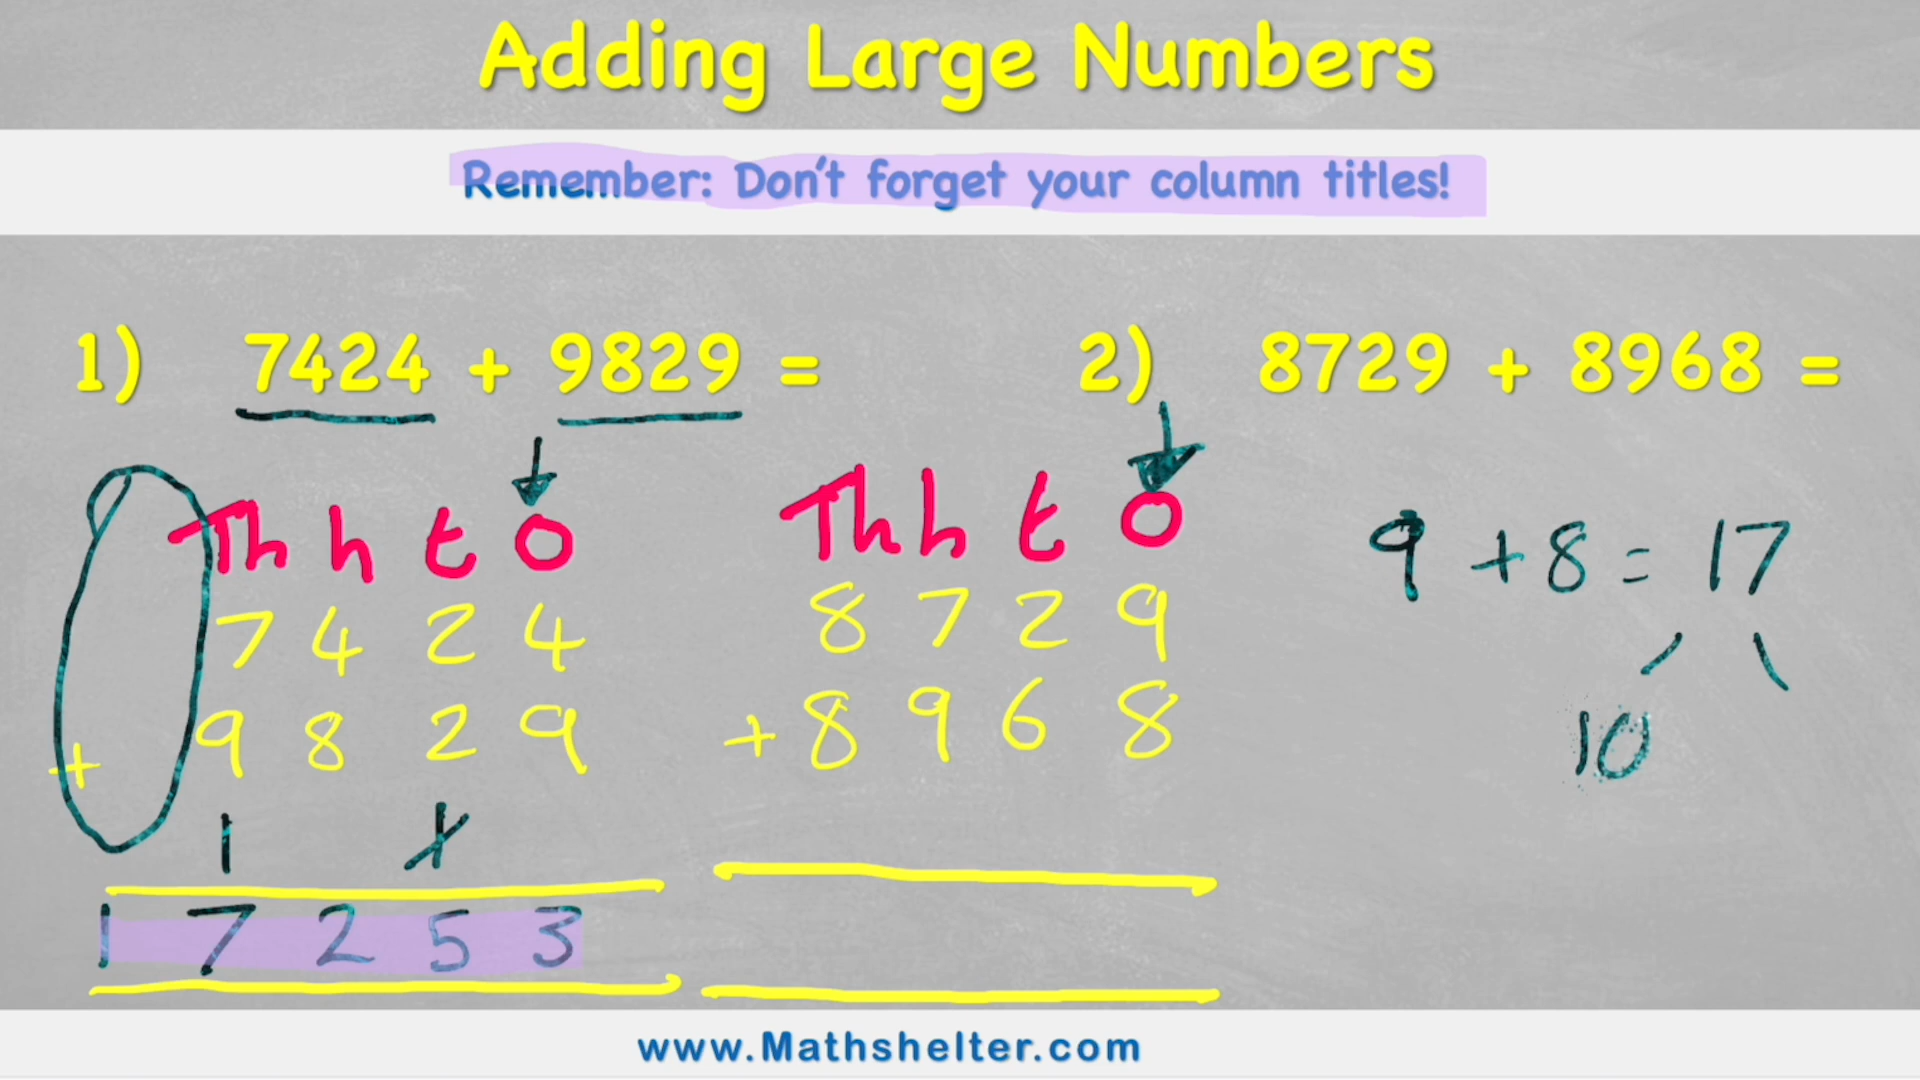 Adding Large Numbers
Remember: Don't forget your column titles!
1) 7424 + 9829 =
2) 8729 + 8968 =
Th h t O
7 4 2 4
+ 9 8 2 9
1 1
1 7 2 5 3
Th h t O
8 7 2 9
+ 8 9 6 8
9 + 8 = 17
10
www.Mathshelter.com